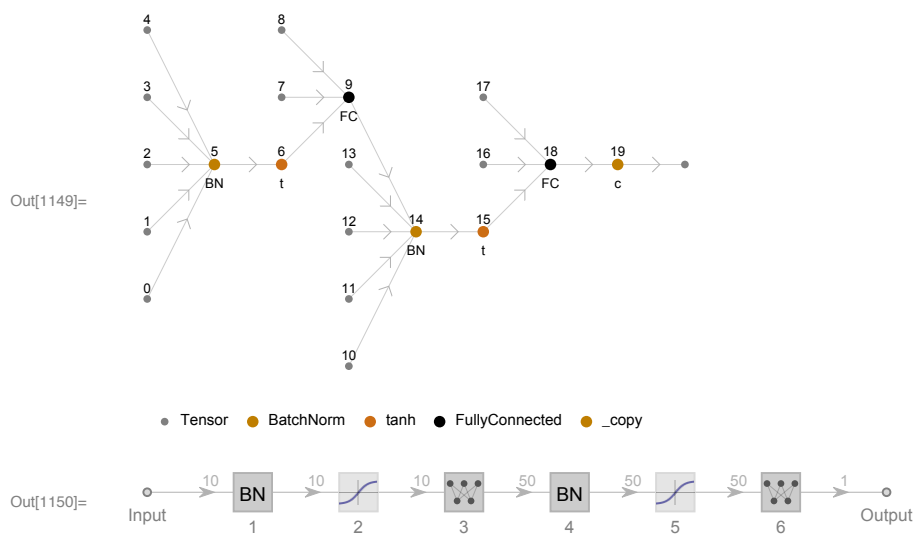 4 8
3 7 9 17
FC
2 5 6 13 16 18 19
BN t FC c
1 12 14 15
BN t
Out[1149]=
0 11
10
Tensor BatchNorm tanh FullyConnected _copy
10 10 10 50 50 50 1
Out[1150]= BN BN
Input Output
1 2 3 4 5 6